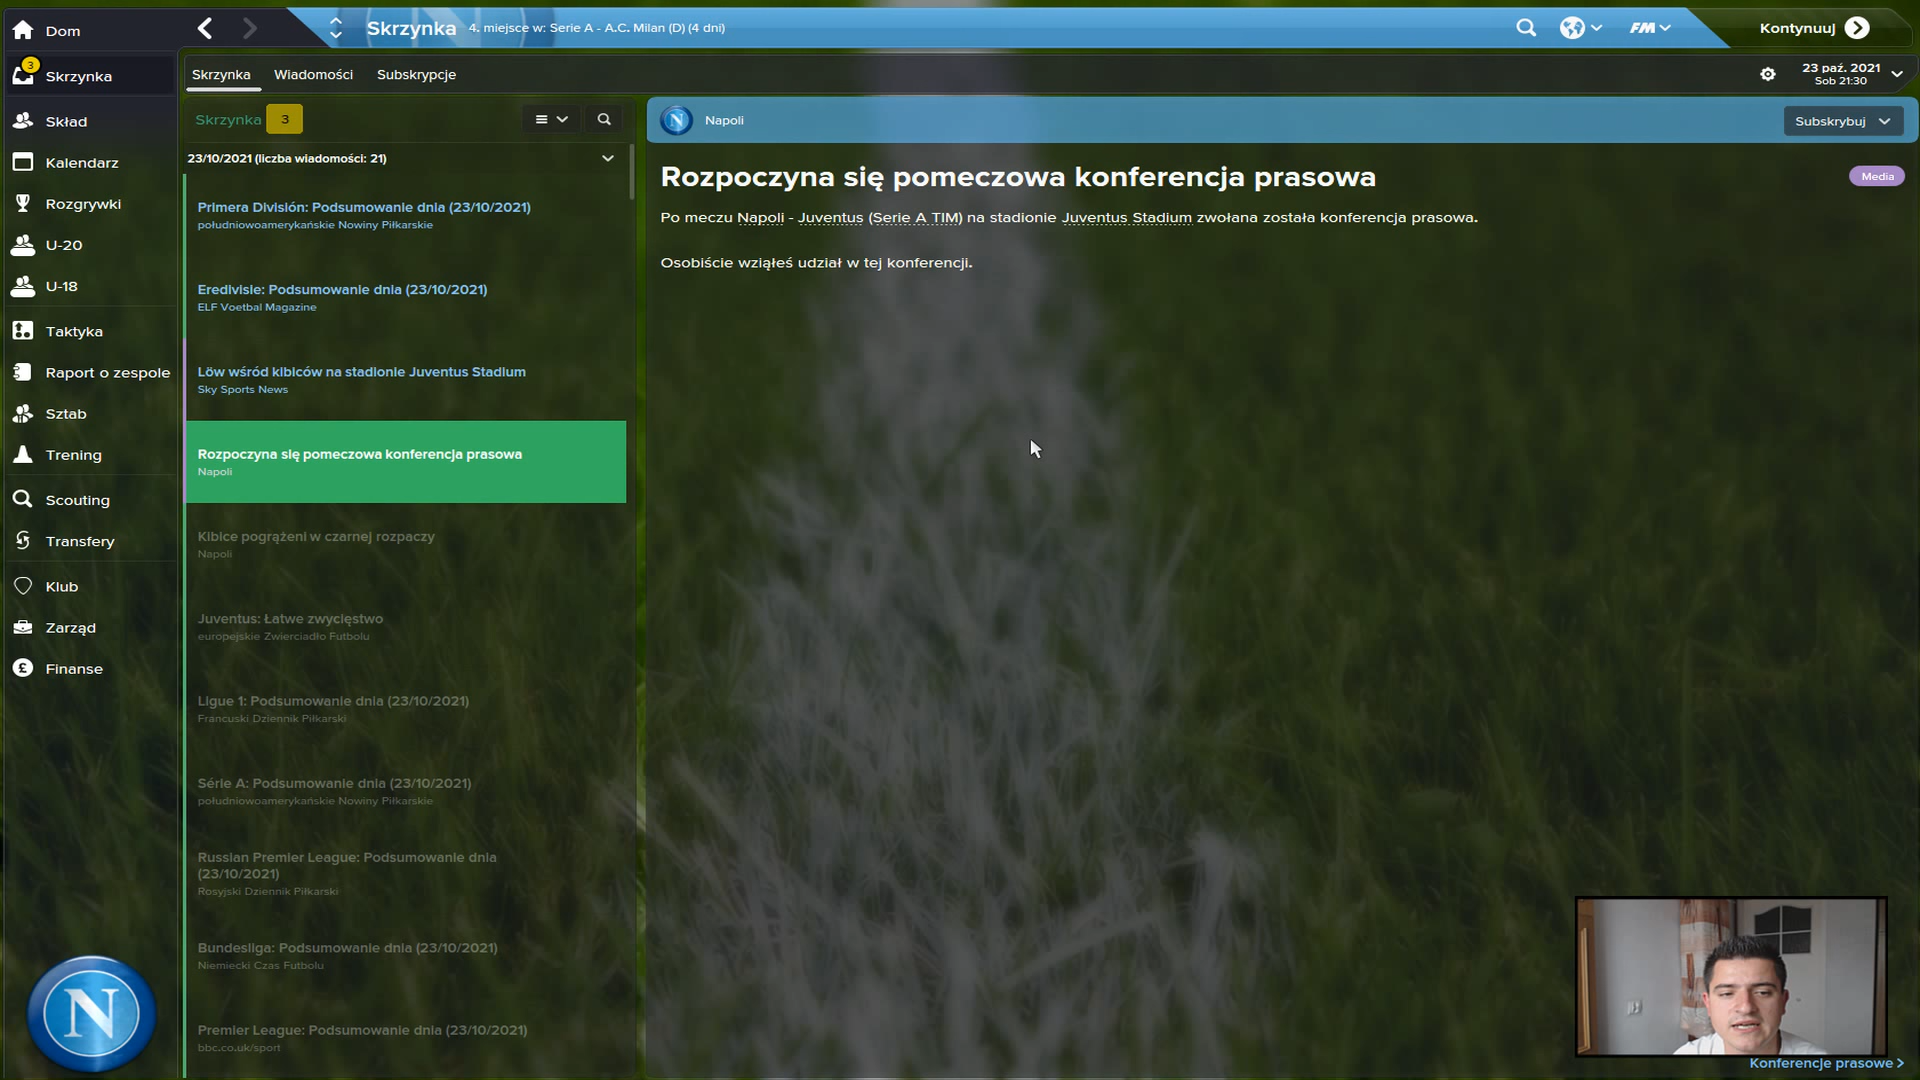 Dom
Skrzynka
4. miejsce w: Serie A - A.C. Milan (D) (4 dni)
FM
Kontynuuj
3
Skrzynka
Skład
Kalendarz
Rozgrywki
U-20
U-18
Taktyka
Raport o zespole
Sztab
Trening
Scouting
Transfery
Klub
Zarząd
Finanse
N
Skrzynka
Wiadomości
Subskrypcje
23 paź. 2021
Sob 21:30
Skrzynka
3
23/10/2021 (liczba wiadomości: 21)
Primera División: Podsumowanie dnia (23/10/2021)
południowoamerykańskie Nowiny Piłkarskie
Eredivisie: Podsumowanie dnia (23/10/2021)
ELF Voetbal Magazine
Löw wśród kibiców na stadionie Juventus Stadium
Sky Sports News
Rozpoczyna się pomeczowa konferencja prasowa
Napoli
Kibice pogrążeni w czarnej rozpaczy
Napoli
Juventus: Łatwe zwycięstwo
europejskie Zwierciadło Futbolu
Ligue 1: Podsumowanie dnia (23/10/2021)
Francuski Dziennik Piłkarski
Série A: Podsumowanie dnia (23/10/2021)
południowoamerykańskie Nowiny Piłkarskie
Russian Premier League: Podsumowanie dnia
(23/10/2021)
Rosyjski Dziennik Piłkarski
Bundesliga: Podsumowanie dnia (23/10/2021)
Niemiecki Czas Futbolu
Premier League: Podsumowanie dnia (23/10/2021)
bbc.co.uk/sport
N
Napoli
Subskrybuj
Rozpoczyna się pomeczowa konferencja prasowa
Media
Po meczu Napoli - Juventus (Serie A TIM) na stadionie Juventus Stadium zwołana została konferencja prasowa.
Osobiście wziąłeś udział w tej konferencji.
Konferencje prasowe >